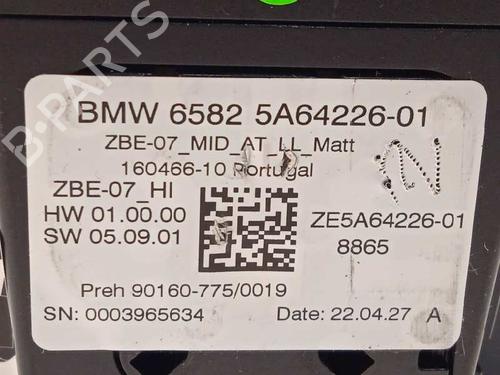 BMW 6582 5A64226-01
ZBE-07_MID_AT_LL_Matt
160466-10 Portugal
N
ZBE-07_HI
HW 01.00.00
SW 05.09.01
ZE5A64226-01
8865
Preh 90160-775/0019
SN: 0003965634
Date: 22.04.27 A
B-PARTS